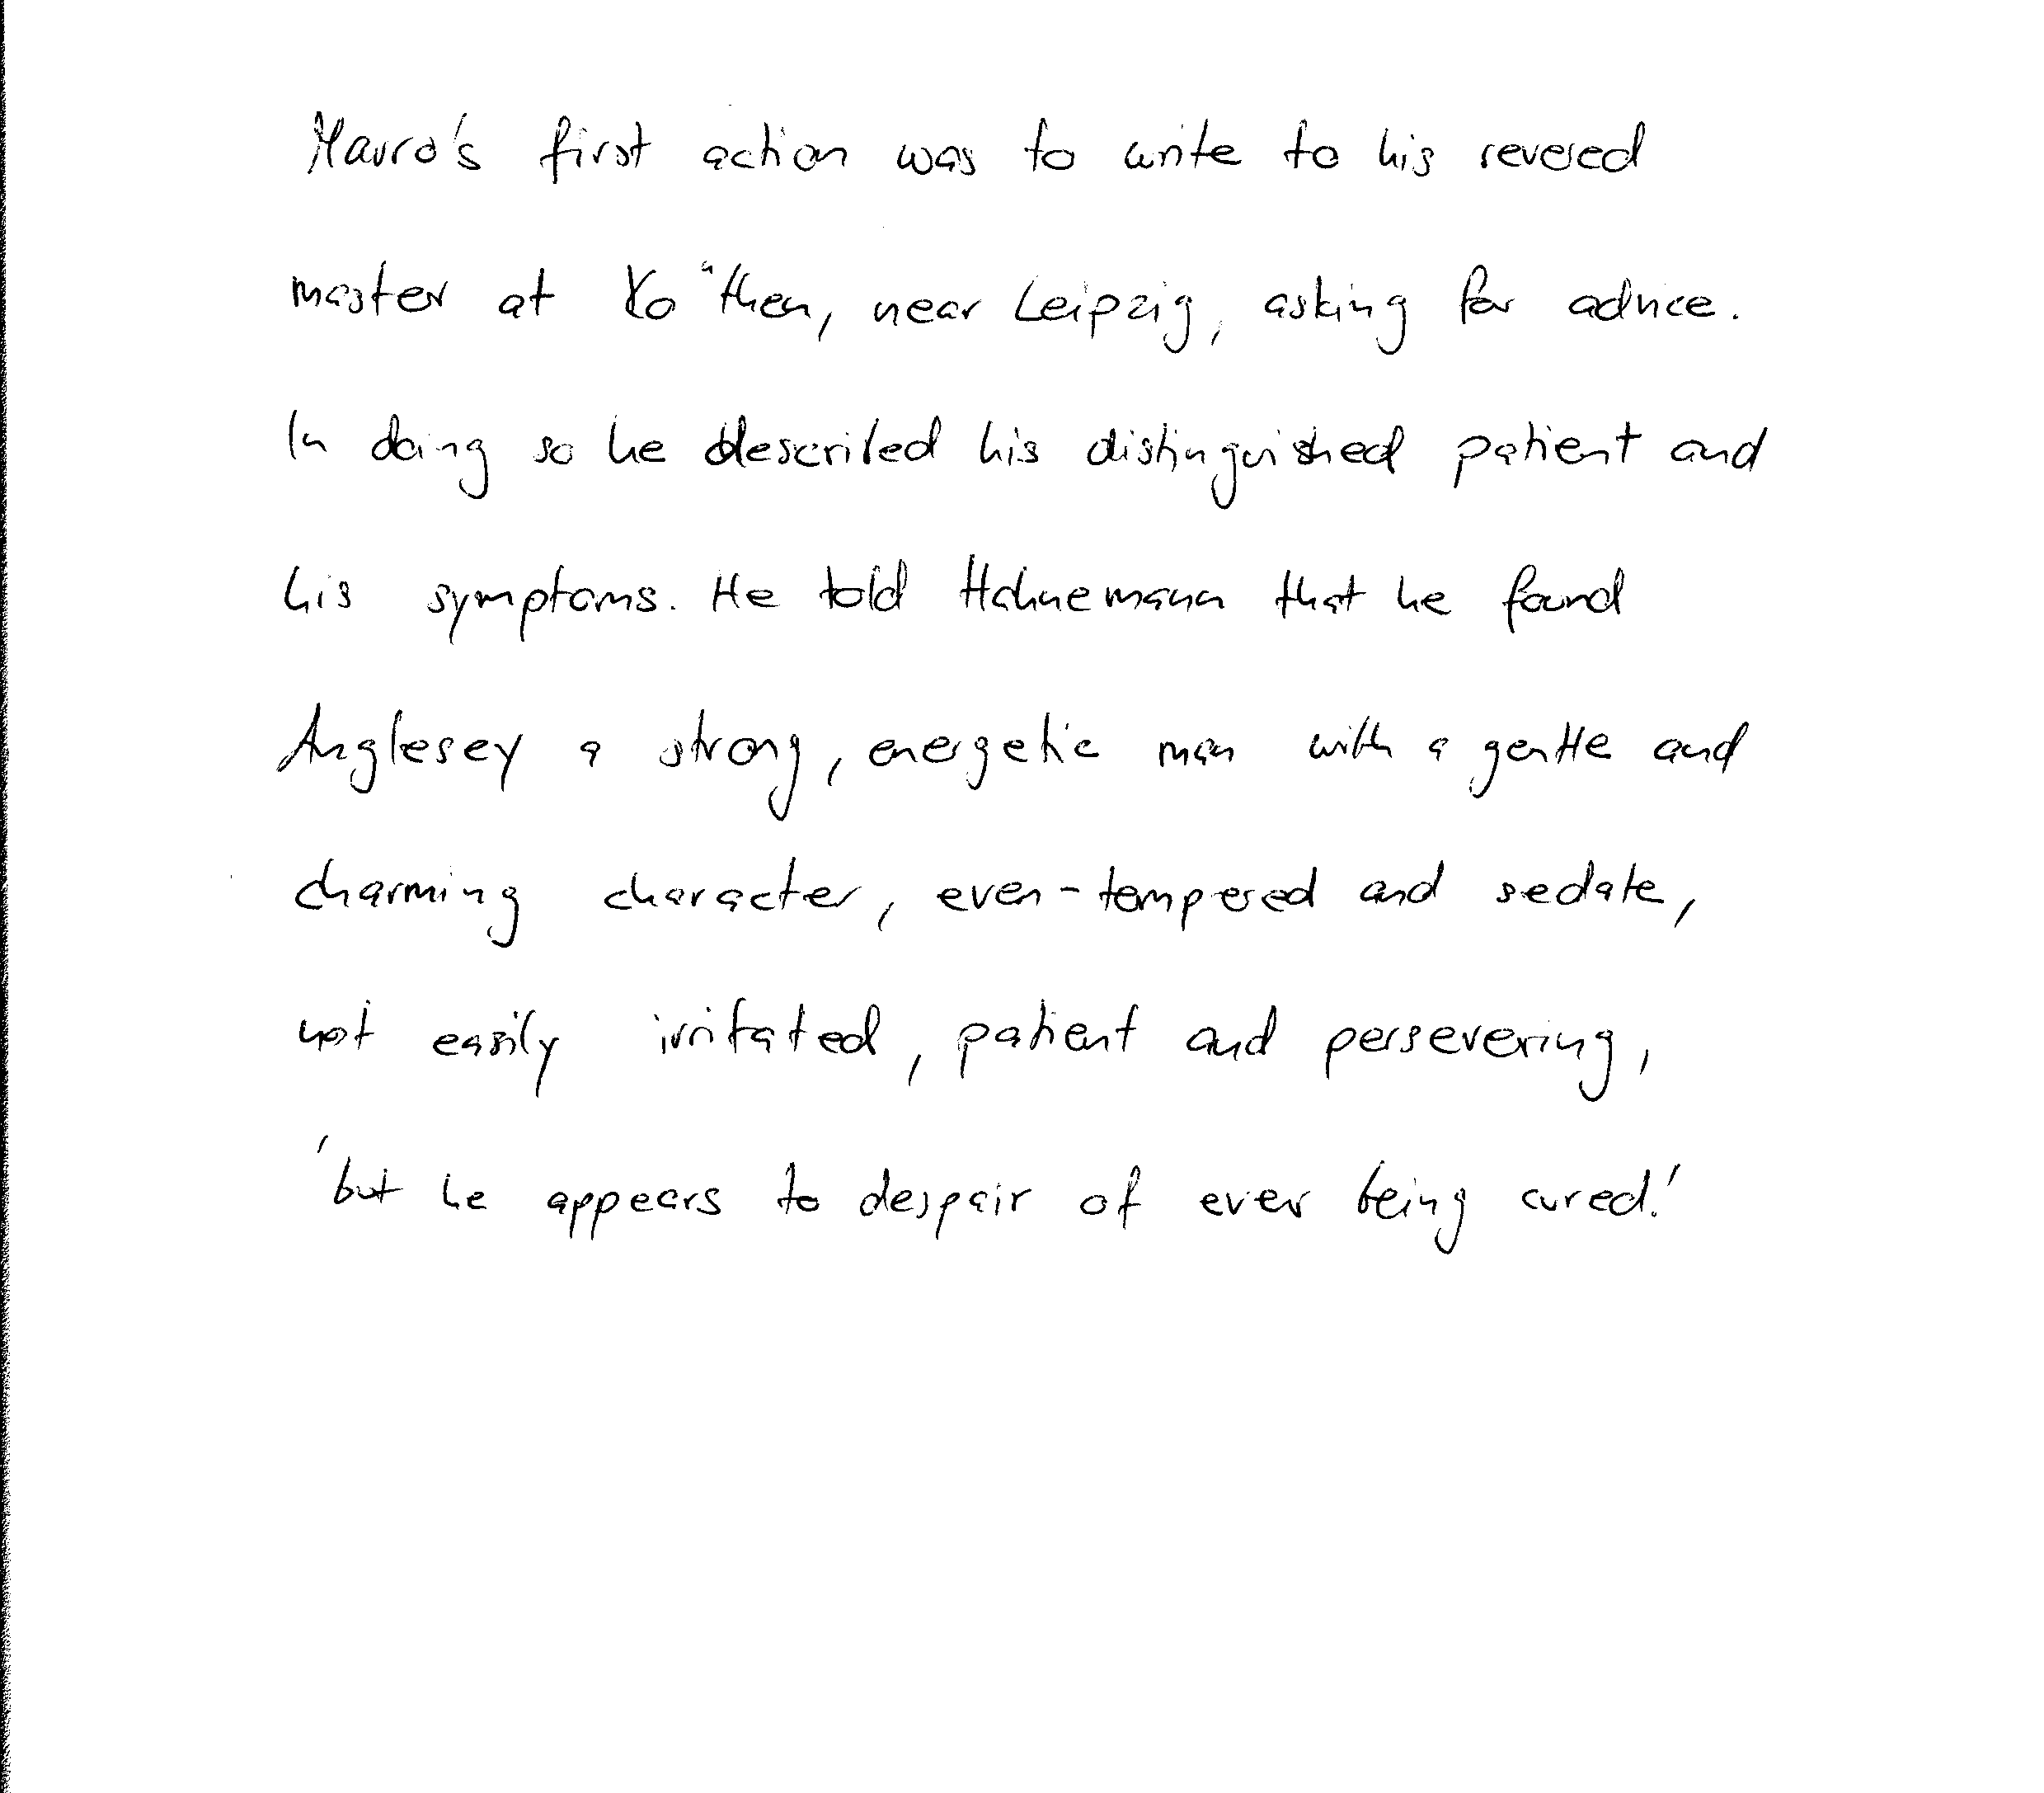 Mauro's first action was to write to his revered
master at Ko"then, near Leipzig, asking for advice.
In doing so he described his distinguished patient and
his symptoms. He told Hahnemann that he found
Anglesey a strong, energetic man with a gentle and
charming character, even-tempered and sedate,
not easily irritated, patient and persevering,
'but he appears to despair of ever being cured.'